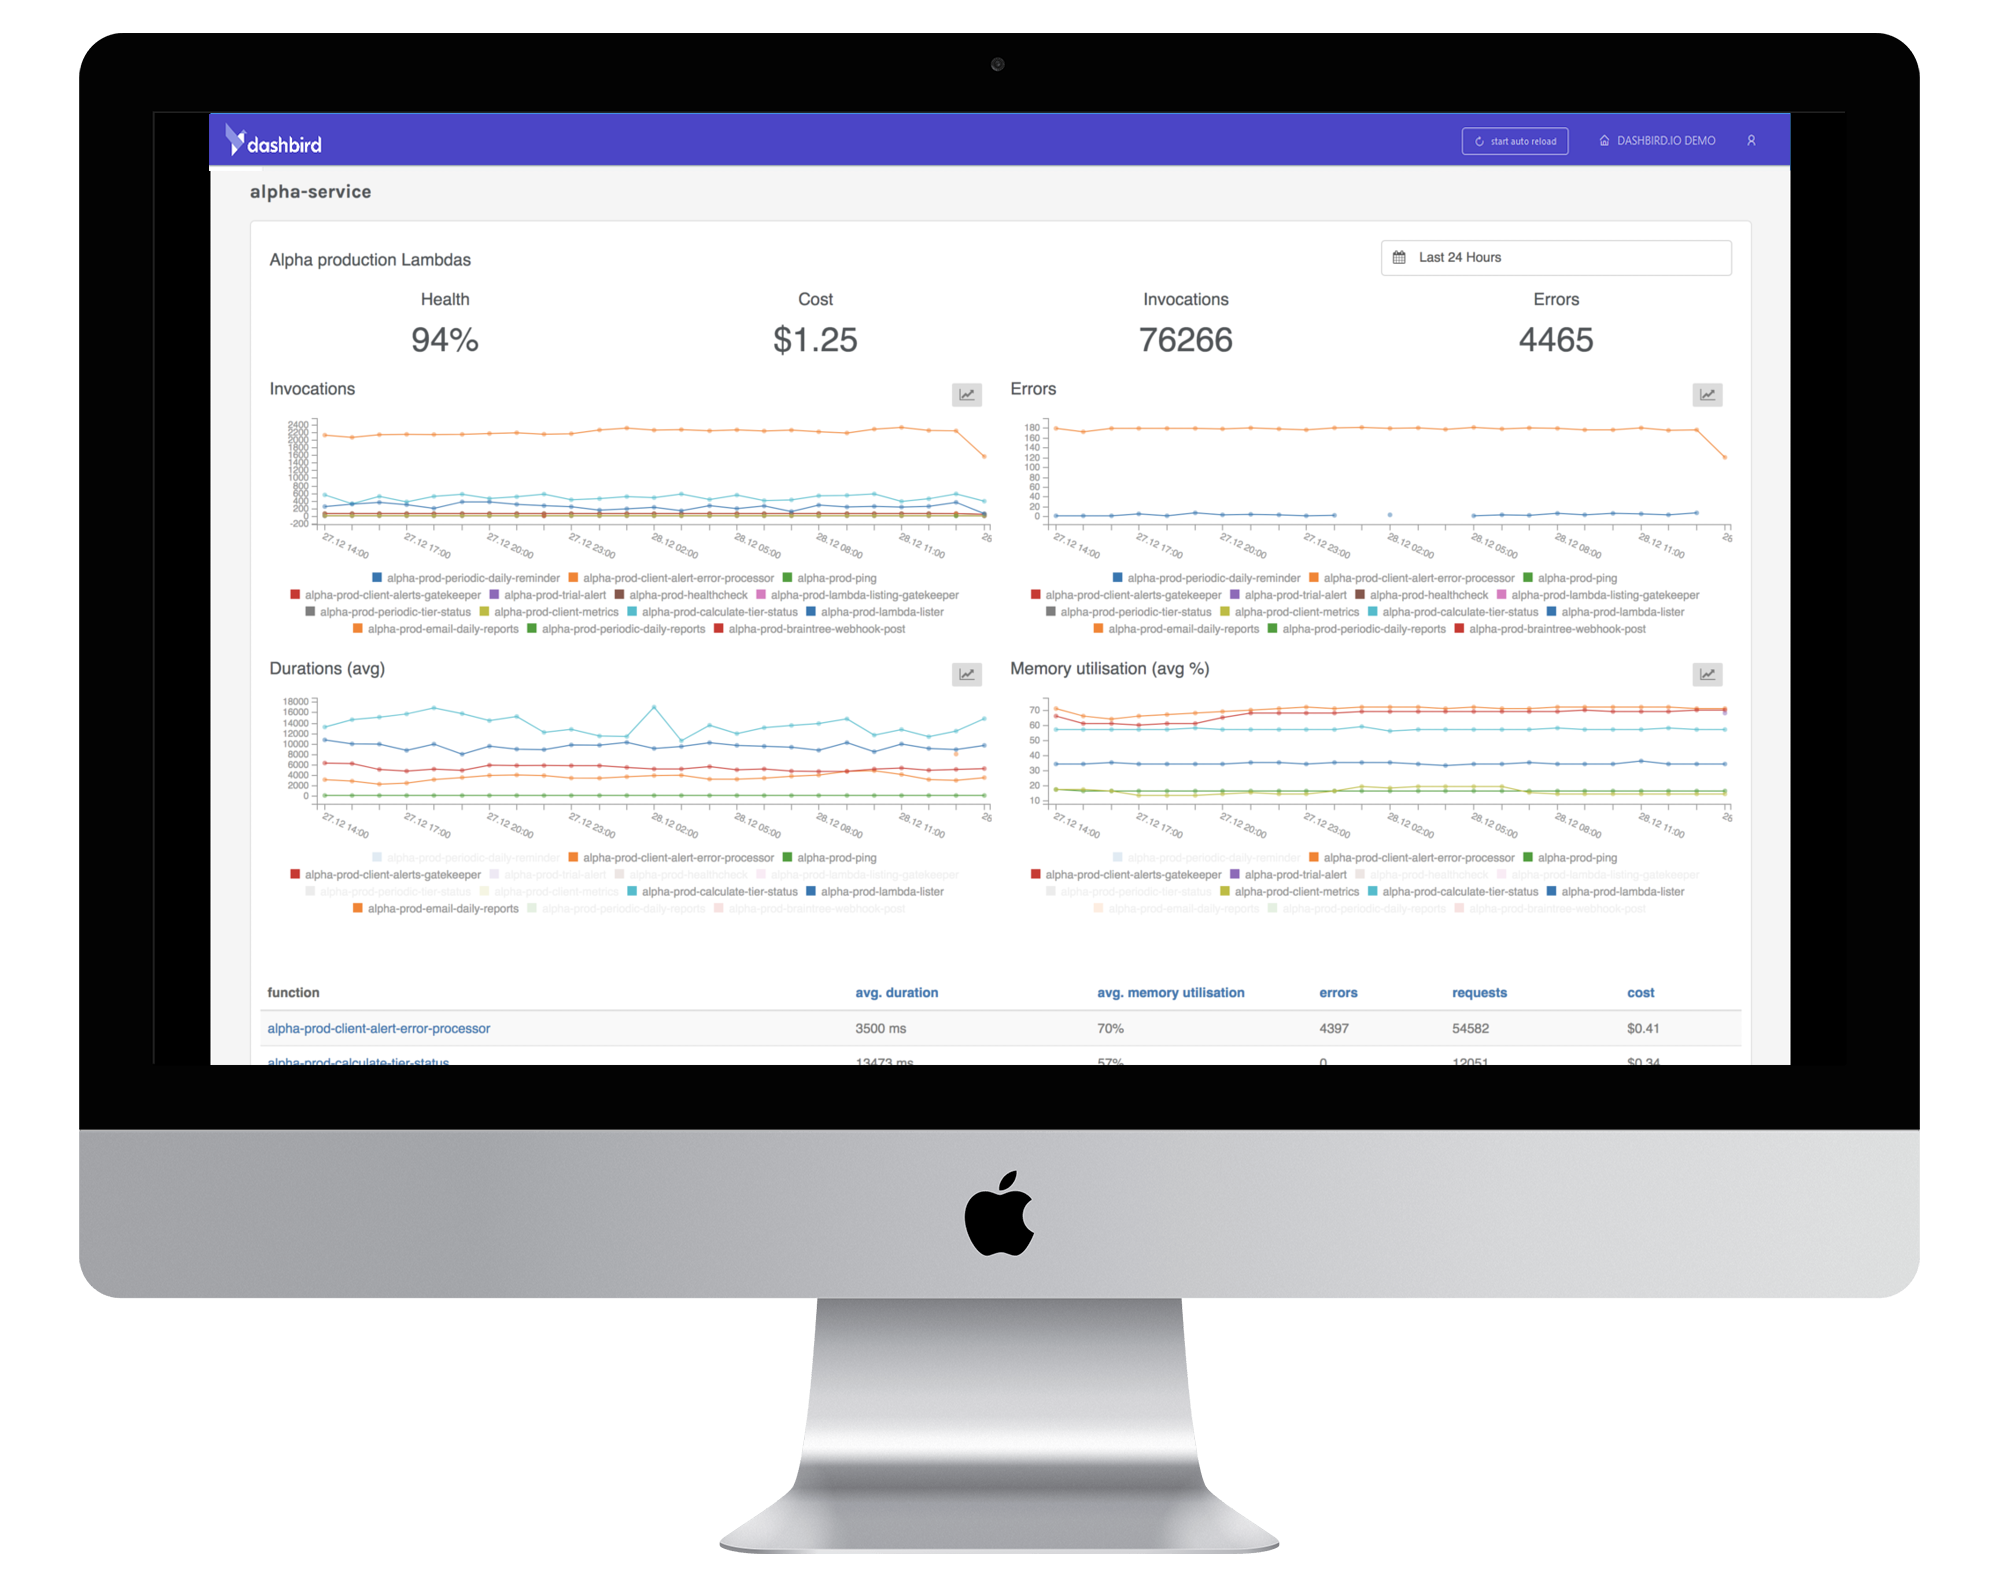 dashbird
start auto reload
DASHBIRD.IO DEMO
alpha-service
Alpha production Lambdas
Last 24 Hours
Health Cost Invocations Errors
94% $1.25 76266 4465
Invocations
2400
2200
2000
1800
1600
1400
1200
1000
800
600
400
200
0
-200
27.12 14:00 27.12 17:00 27.12 20:00 27.12 23:00 28.12 02:00 28.12 05:00 28.12 08:00 28.12 11:00 28
alpha-prod-periodic-daily-reminder alpha-prod-client-alert-error-processor alpha-prod-ping
alpha-prod-client-alerts-gatekeeper alpha-prod-trial-alert alpha-prod-healthcheck alpha-prod-lambda-listing-gatekeeper
alpha-prod-periodic-tier-status alpha-prod-client-metrics alpha-prod-calculate-tier-status alpha-prod-lambda-lister
alpha-prod-email-daily-reports alpha-prod-periodic-daily-reports alpha-prod-braintree-webhook-post
Errors
180
160
140
120
100
80
60
40
20
0
27.12 14:00 27.12 17:00 27.12 20:00 27.12 23:00 28.12 02:00 28.12 05:00 28.12 08:00 28.12 11:00 28
alpha-prod-periodic-daily-reminder alpha-prod-client-alert-error-processor alpha-prod-ping
alpha-prod-client-alerts-gatekeeper alpha-prod-trial-alert alpha-prod-healthcheck alpha-prod-lambda-listing-gatekeeper
alpha-prod-periodic-tier-status alpha-prod-client-metrics alpha-prod-calculate-tier-status alpha-prod-lambda-lister
alpha-prod-email-daily-reports alpha-prod-periodic-daily-reports alpha-prod-braintree-webhook-post
Durations (avg)
18000
16000
14000
12000
10000
8000
6000
4000
2000
0
27.12 14:00 27.12 17:00 27.12 20:00 27.12 23:00 28.12 02:00 28.12 05:00 28.12 08:00 28.12 11:00 28
alpha-prod-periodic-daily-reminder alpha-prod-client-alert-error-processor alpha-prod-ping
alpha-prod-client-alerts-gatekeeper alpha-prod-trial-alert alpha-prod-healthcheck alpha-prod-lambda-listing-gatekeeper
alpha-prod-periodic-tier-status alpha-prod-client-metrics alpha-prod-calculate-tier-status alpha-prod-lambda-lister
alpha-prod-email-daily-reports alpha-prod-periodic-daily-reports alpha-prod-braintree-webhook-post
Memory utilisation (avg %)
70
60
50
40
30
20
10
27.12 14:00 27.12 17:00 27.12 20:00 27.12 23:00 28.12 02:00 28.12 05:00 28.12 08:00 28.12 11:00 28
alpha-prod-periodic-daily-reminder alpha-prod-client-alert-error-processor alpha-prod-ping
alpha-prod-client-alerts-gatekeeper alpha-prod-trial-alert alpha-prod-healthcheck alpha-prod-lambda-listing-gatekeeper
alpha-prod-periodic-tier-status alpha-prod-client-metrics alpha-prod-calculate-tier-status alpha-prod-lambda-lister
alpha-prod-email-daily-reports alpha-prod-periodic-daily-reports alpha-prod-braintree-webhook-post
function avg. duration avg. memory utilisation errors requests cost
alpha-prod-client-alert-error-processor 3500 ms 70% 4397 54582 $0.41
alpha-prod-calculate-tier-status 13473 ms 57% 0 12051 $0.34